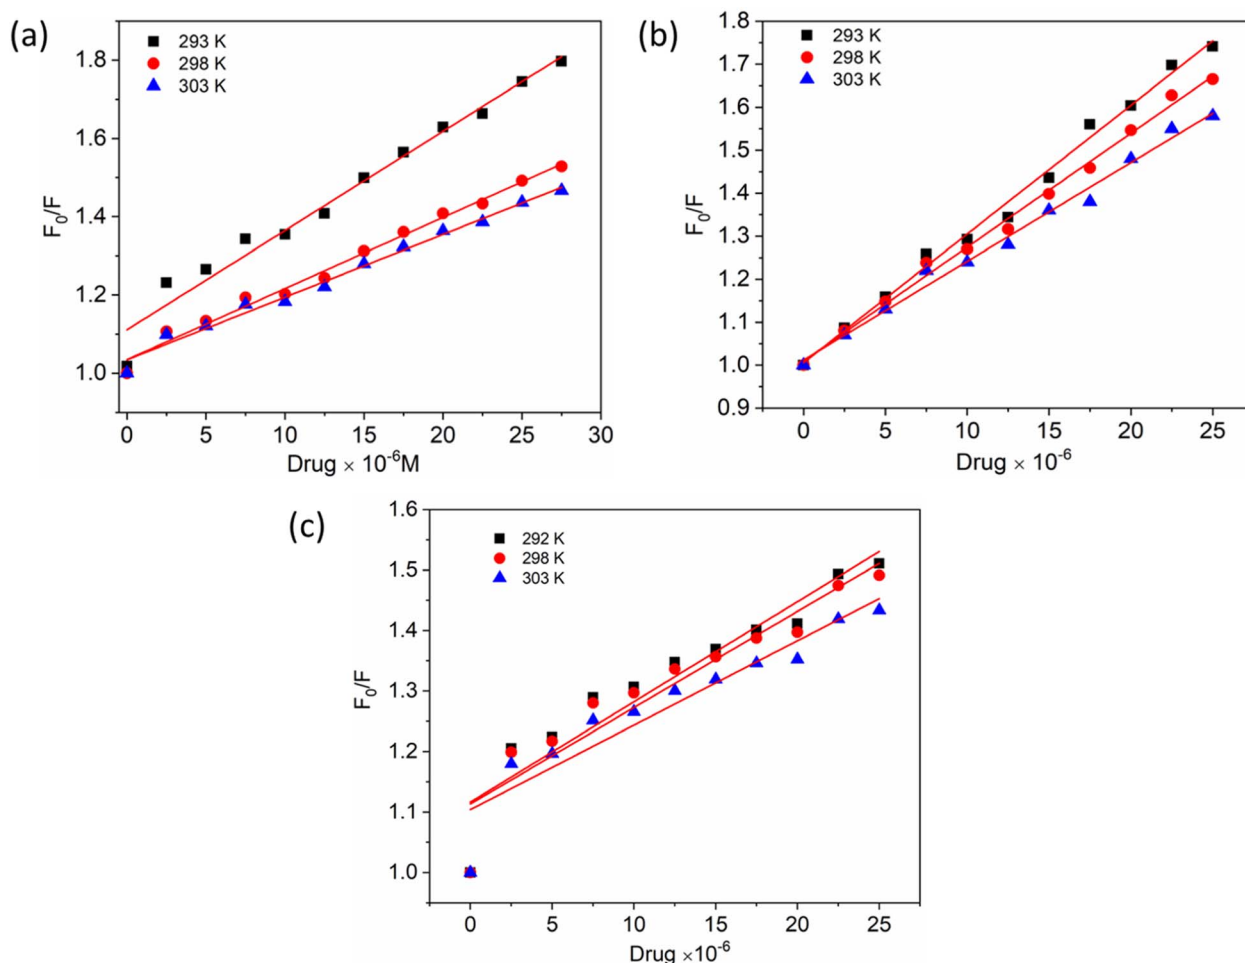 (a)
293 K
298 K
303 K
1.8
1.6
1.4
1.2
1.0
F₀/F
0 5 10 15 20 25 30
Drug × 10⁻⁶M
(b)
293 K
298 K
303 K
1.8
1.7
1.6
1.5
1.4
1.3
1.2
1.1
1.0
0.9
F₀/F
0 5 10 15 20 25
Drug × 10⁻⁶
(c)
292 K
298 K
303 K
1.6
1.5
1.4
1.3
1.2
1.1
1.0
F₀/F
0 5 10 15 20 25
Drug ×10⁻⁶